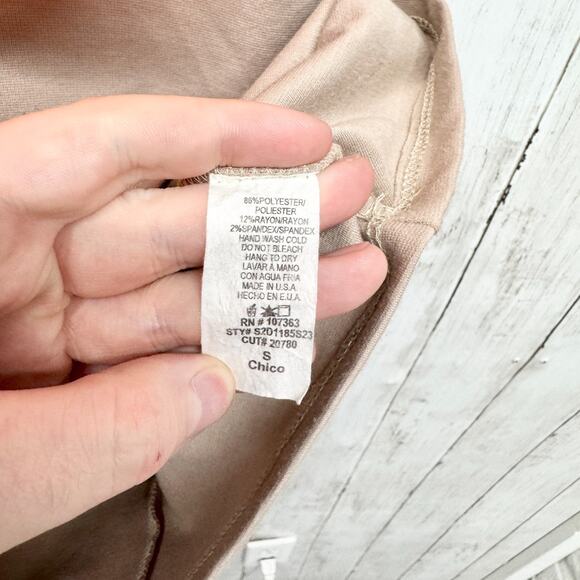 86%POLYESTER/
POLIESTER
12%RAYON/RAYON
2%SPANDEX/SPANDEX
HAND WASH COLD
DO NOT BLEACH
HANG TO DRY
LAVAR A MANO
CON AGUA FRIA
MADE IN U.S.A.
HECHO EN E.U.A.
RN # 107363
STY# S2D1185S23
CUT# 20780
S
Chico